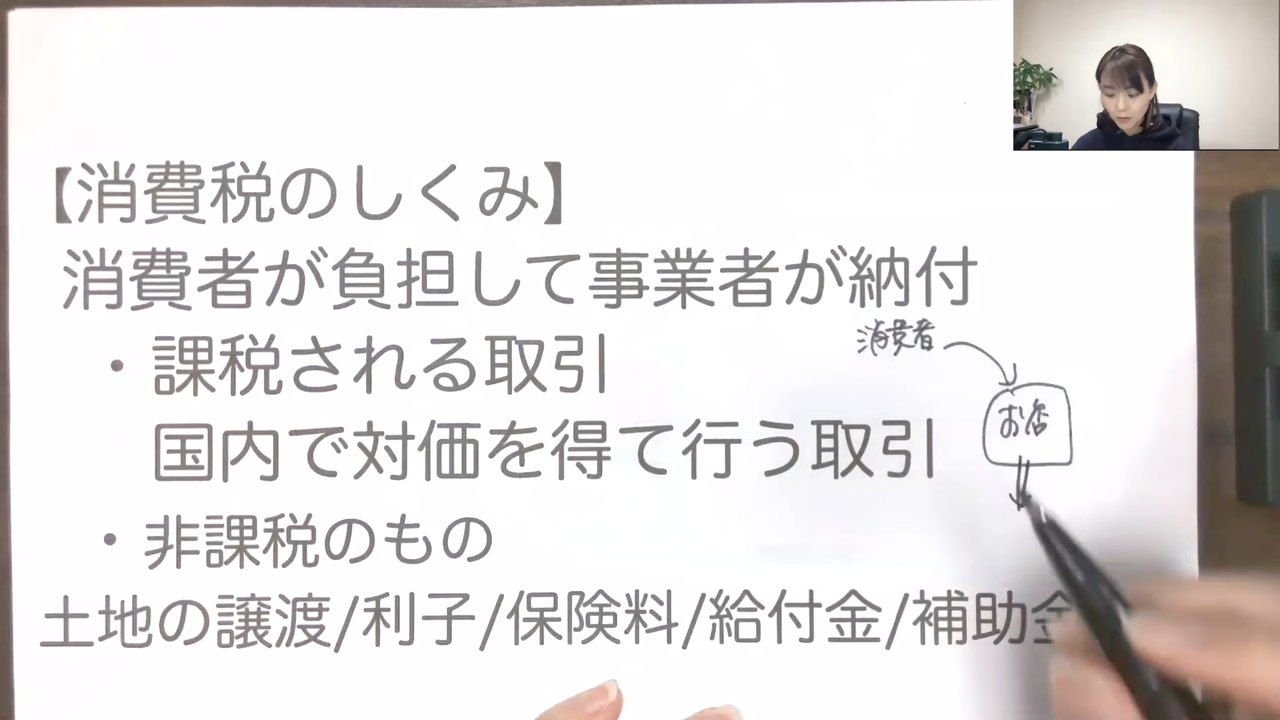 【消費税のしくみ】
消費者が負担して事業者が納付
・課税される取引
消費者
国内で対価を得て行う取引
お店
・非課税のもの
土地の譲渡/利子/保険料/給付金/補助金